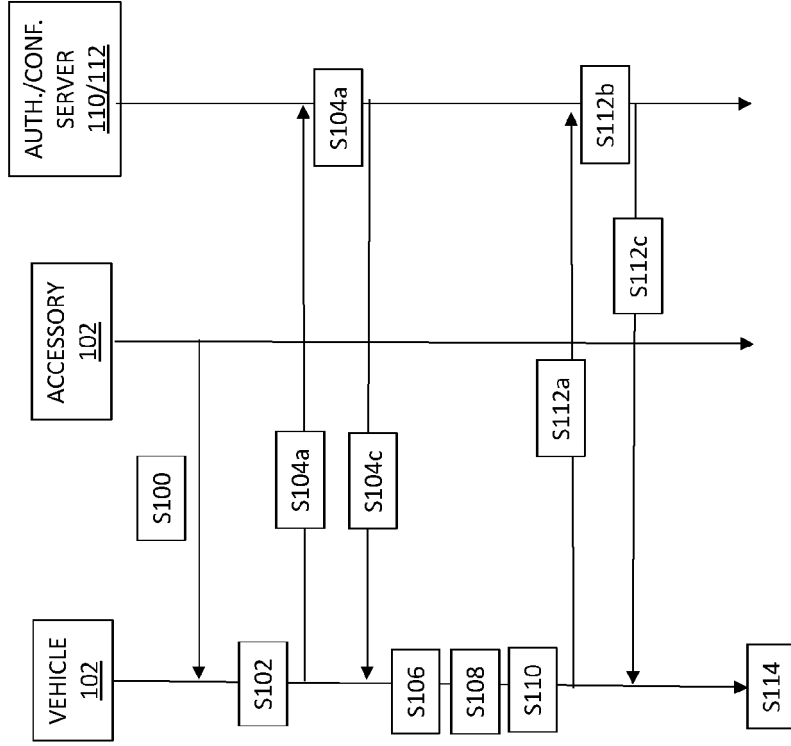 VEHICLE
102
ACCESSORY
102
AUTH./CONF.
SERVER
110/112
S100
S102
S104a
S104a
S104c
S106
S108
S110
S112a
S112b
S112c
S114